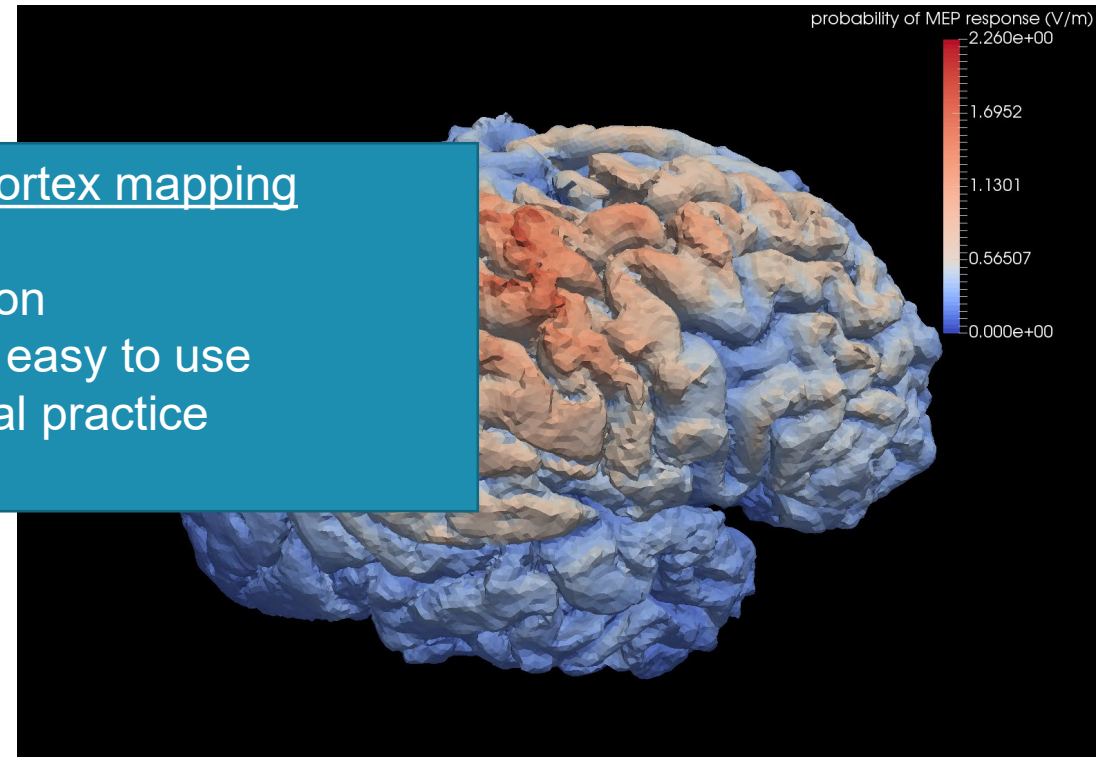 probability of MEP response (V/m)
2.260e+00
1.6952
1.1301
0.56507
0.000e+00
ortex mapping
on
easy to use
al practice